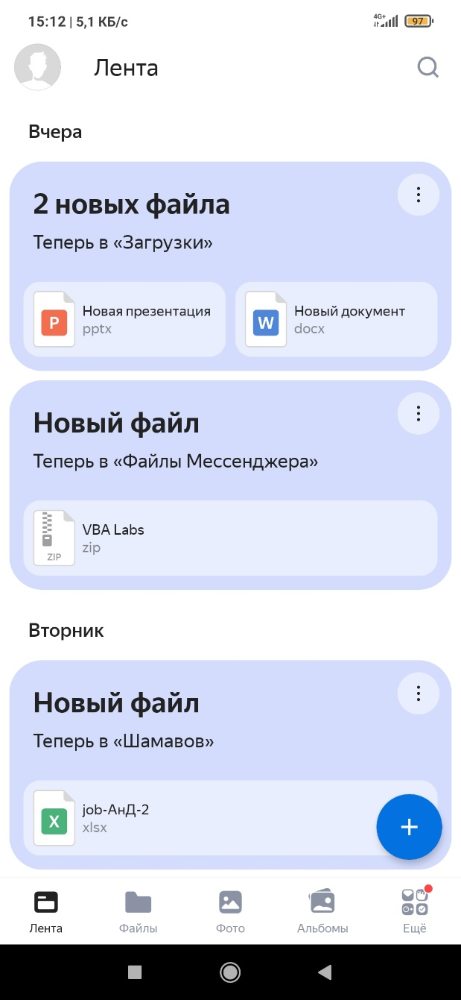 15:12 | 5,1 КБ/с
4G+
97
Лента
Вчера
2 новых файла
Теперь в «Загрузки»
P
Новая презентация
pptx
W
Новый документ
docx
Новый файл
Теперь в «Файлы Мессенджера»
ZIP
VBA Labs
zip
Вторник
Новый файл
Теперь в «Шамавов»
X
job-АнД-2
xlsx
Лента
Файлы
Фото
Альбомы
Ещё